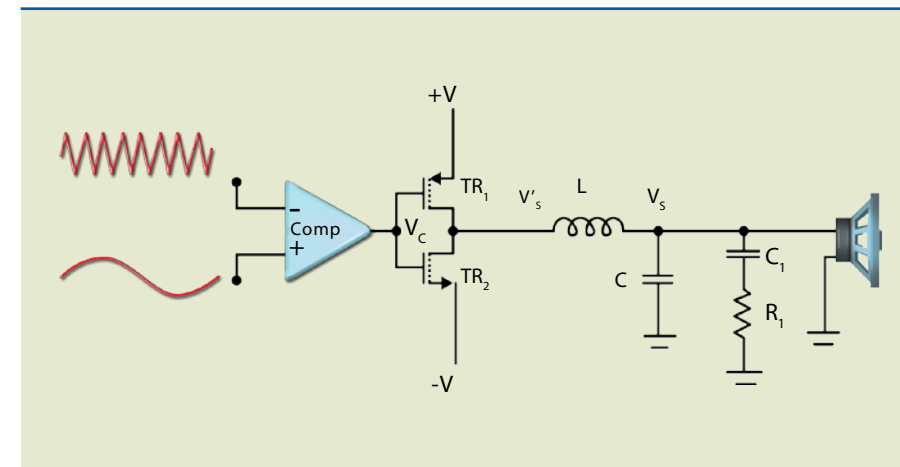 +V
TR1
V's
L
Vs
-
Comp
+
VC
C
C1
TR2
R1
-V